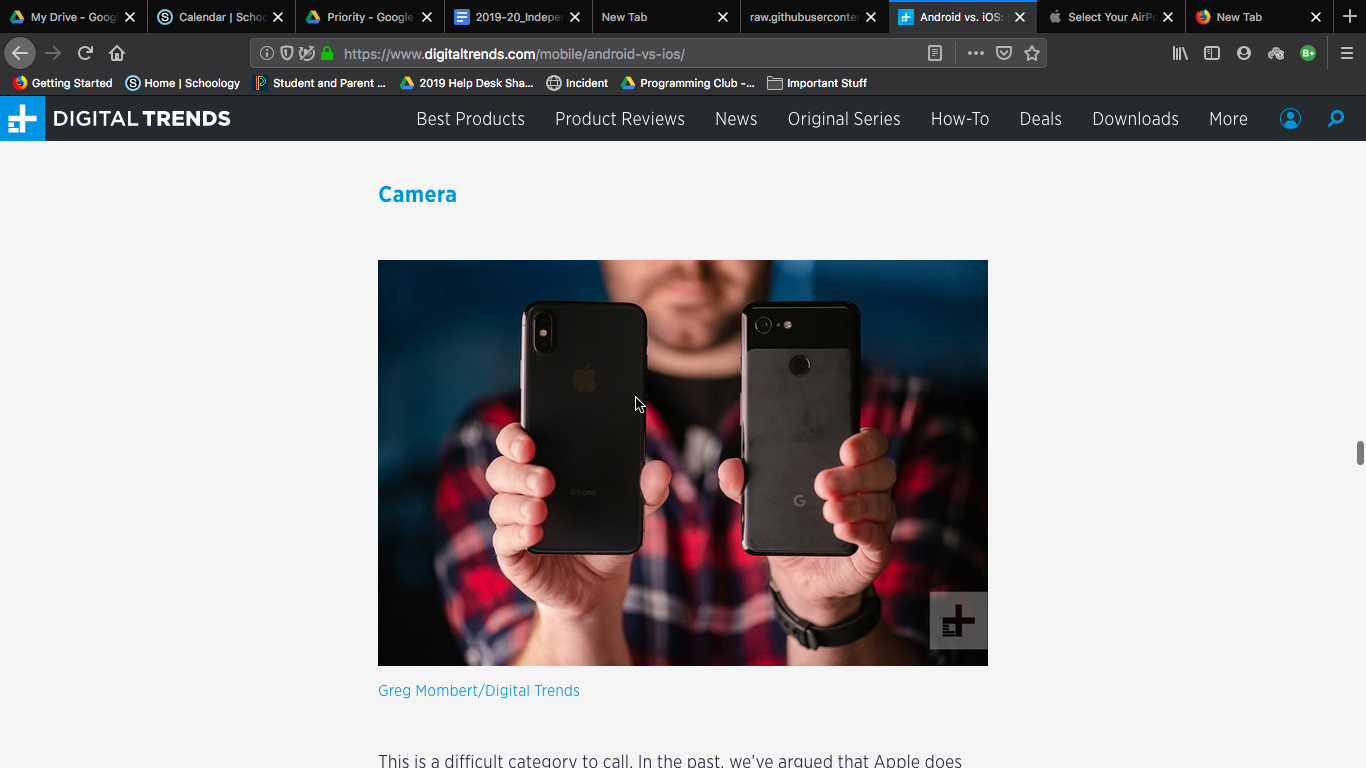 My Drive - Googl
Calendar | Schoo
Priority - Google
2019-20_Indeper
New Tab
raw.githubuserconter
Android vs. iOS:
Select Your AirPo
New Tab
https://www.digitaltrends.com/mobile/android-vs-ios/
Getting Started
Home | Schoology
Student and Parent ...
2019 Help Desk Sha...
Incident
Programming Club -...
Important Stuff
DIGITAL TRENDS
Best Products
Product Reviews
News
Original Series
How-To
Deals
Downloads
More
Camera
iPhone
G
Greg Mombert/Digital Trends
This is a difficult category to call. In the past, we've argued that Apple does